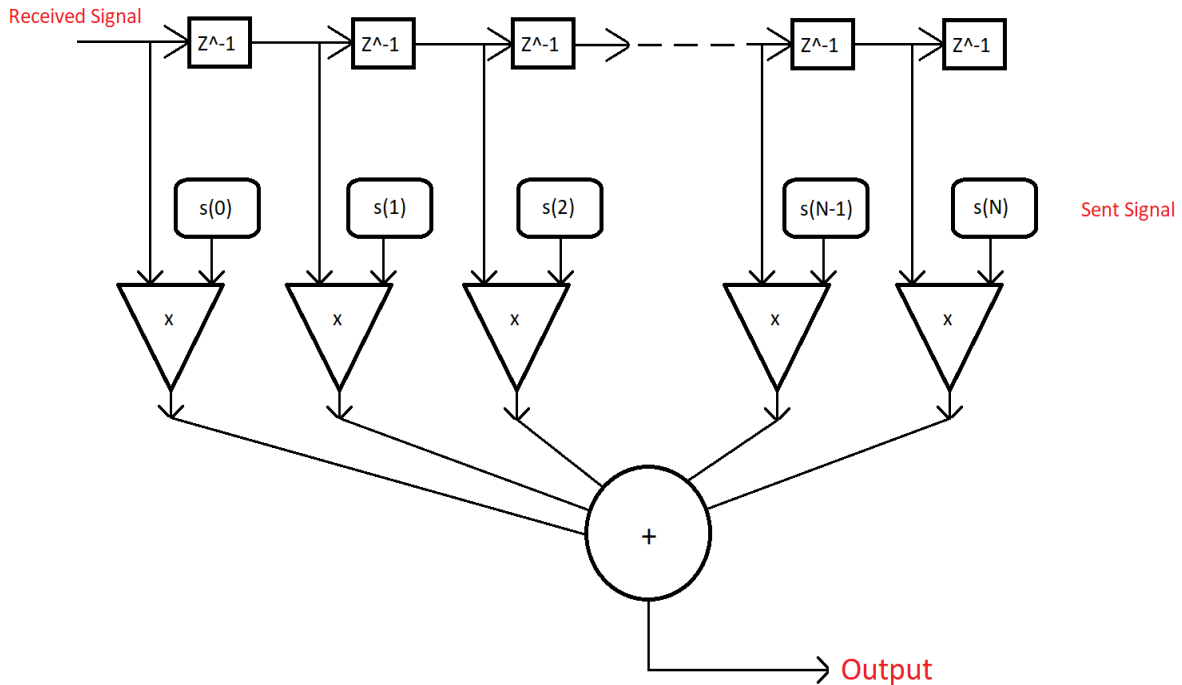 Received Signal
Z^-1
Z^-1
Z^-1
Z^-1
Z^-1
s(0)
s(1)
s(2)
s(N-1)
s(N)
Sent Signal
x
x
x
x
x
+
Output